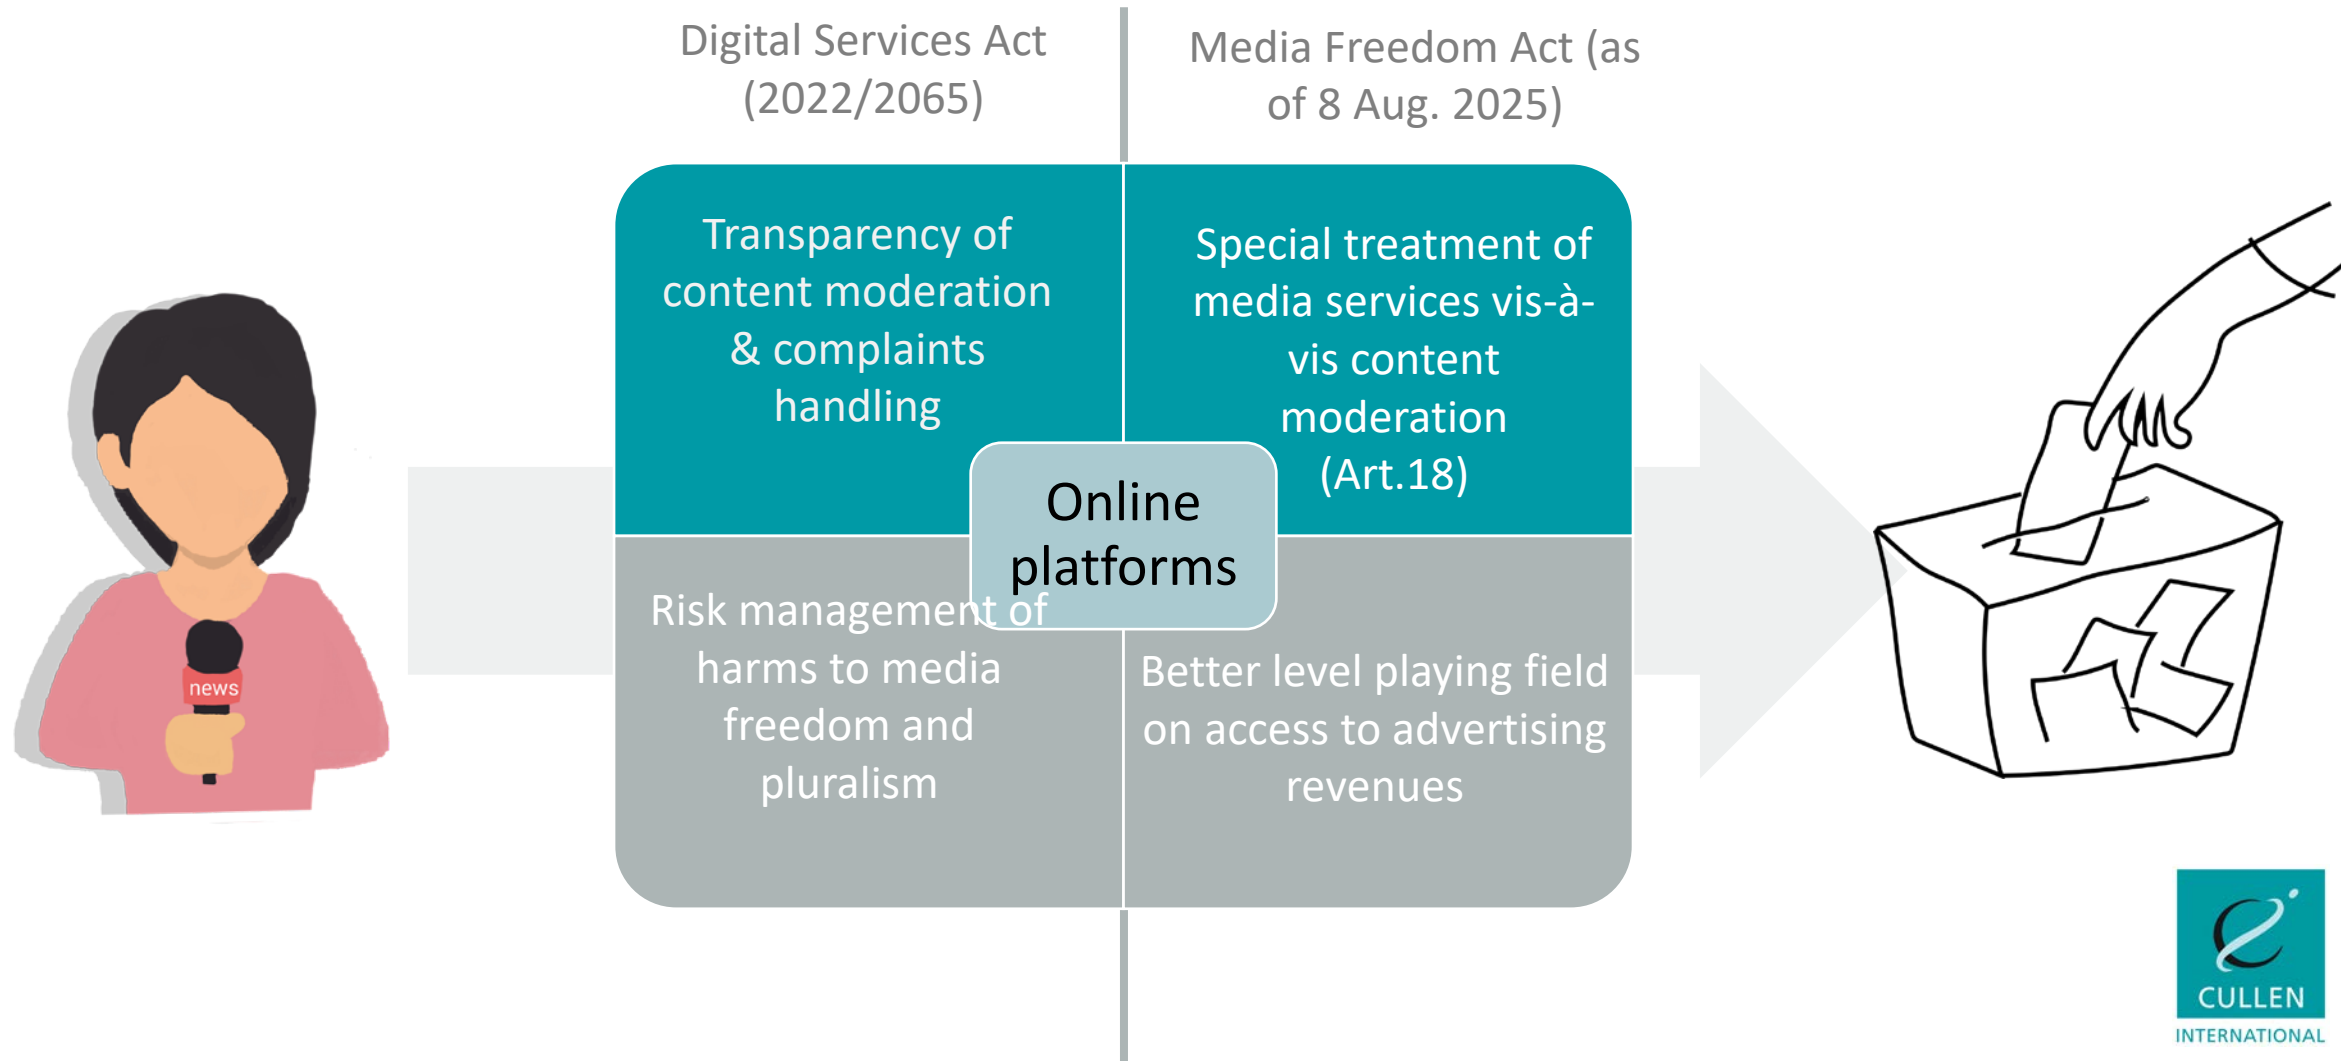 Digital Services Act
(2022/2065)
Media Freedom Act (as
of 8 Aug. 2025)
Transparency of
content moderation
& complaints
handling
Special treatment of
media services vis-à-
vis content
moderation
(Art.18)
Online
platforms
Risk management of
harms to media
freedom and
pluralism
Better level playing field
on access to advertising
revenues
news
CULLEN
INTERNATIONAL